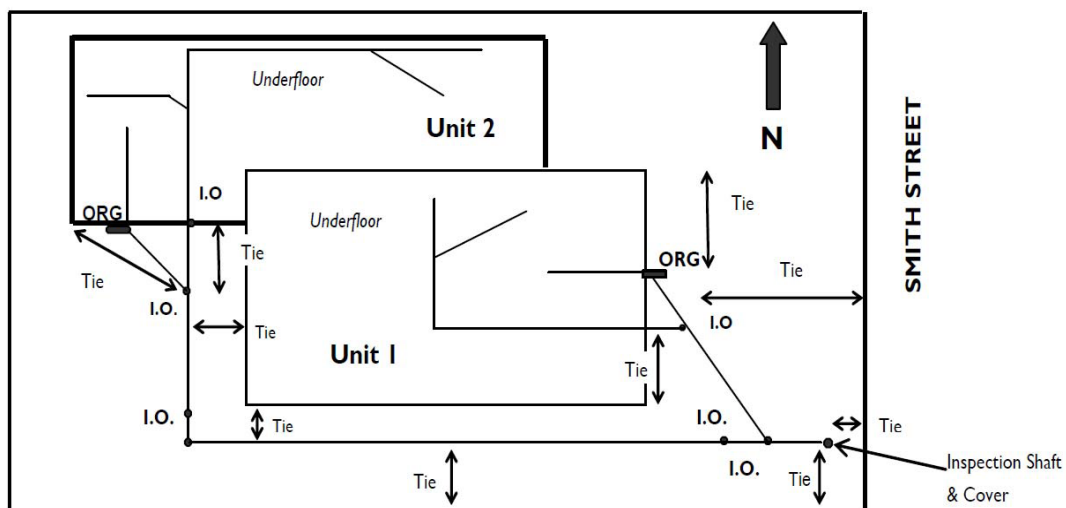 Underfloor
Unit 2
N
SMITH STREET
I.O
ORG
Tie
Underfloor
Tie
Tie
ORG
Tie
Tie
I.O.
I.O
Tie
Unit 1
Tie
I.O.
Tie
I.O.
Tie
I.O.
Tie
Tie
Inspection Shaft
& Cover